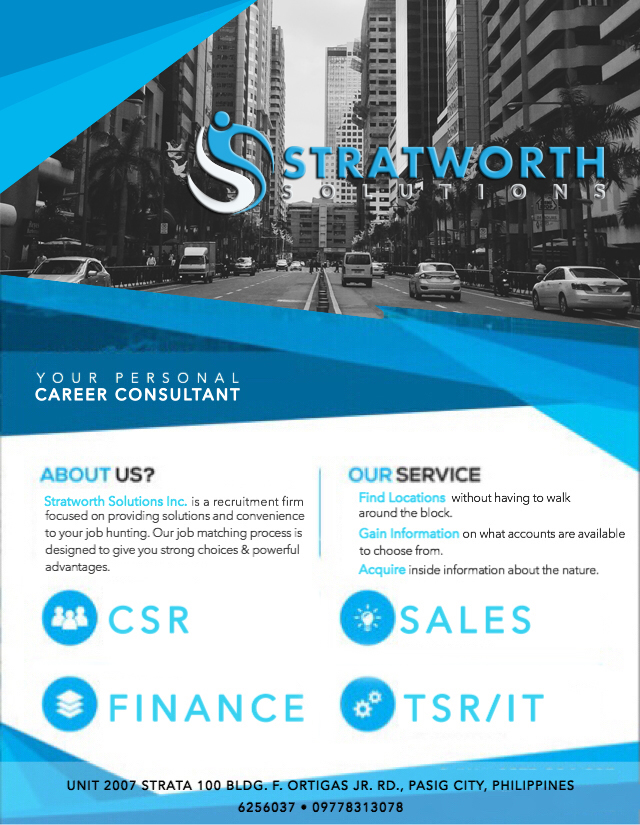 STRATWORTH
SOLUTIONS
YOUR PERSONAL
CAREER CONSULTANT
ABOUT US?
Stratworth Solutions Inc. is a recruitment firm
focused on providing solutions and convenience
to your job hunting. Our job matching process is
designed to give you strong choices & powerful
advantages.
OUR SERVICE
Find Locations without having to walk
around the block.
Gain Information on what accounts are available
to choose from.
Acquire inside information about the nature.
CSR
SALES
FINANCE
TSR/IT
UNIT 2007 STRATA 100 BLDG. F. ORTIGAS JR. RD., PASIG CITY, PHILIPPINES
6256037 • 09778313078